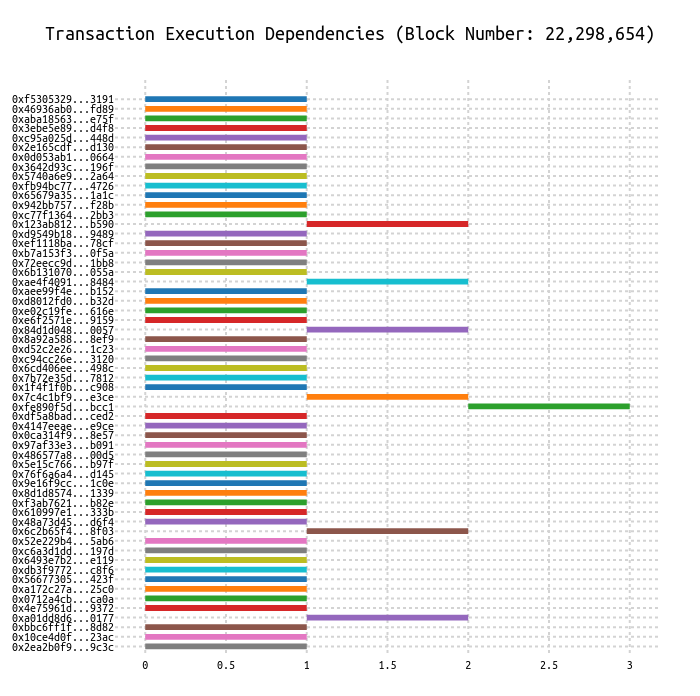 Transaction Execution Dependencies (Block Number: 22,298,654)
0xf5305329...3191
0x46936ab0...fd89
0xaba18563...e75f
0x3ebe5e89...d4f8
0xc95a025d...448d
0x2e165cdf...d130
0x0d053ab1...0664
0x3642d93c...196f
0x5740a6e9...2a64
0xfb94bc77...4726
0x65679a35...1a1c
0x942bb757...f28b
0xc77f1364...2bb3
0x123ab812...b590
0xd9549b18...9489
0xef1118ba...78cf
0xb7a153f3...0f5a
0x72eecc9d...1bb8
0x6b131070...055a
0xae4f4091...8484
0xaee99f4e...b152
0xd8012fd0...b32d
0xe02c19fe...616e
0xe6f2571e...9159
0x84d1d048...0057
0x8a92a588...8ef9
0xd52c2e26...1c23
0xc94cc26e...3120
0x6cd406ee...498c
0x7b72e35d...7812
0x1f4f1f0b...c908
0x7c4c1bf9...e3ce
0xfe890f5d...bcc1
0xdf5a8bad...ced2
0x4147eeae...e9ce
0x0ca314f9...8e57
0x97af33e3...b091
0x486577a8...00d5
0x5e15c766...b97f
0x76f6a6a4...d145
0x9e16f9cc...1c0e
0x8d1d8574...1339
0xf3ab7621...b82e
0x610997e1...333b
0x48a73d45...d6f4
0x6c2b65f4...8f03
0x52e229b4...5ab6
0xc6a3d1dd...197d
0x6493e7b2...e119
0xdb3f9772...c8f6
0x56677305...423f
0xa172c27a...25c0
0x0712a4cb...ca0a
0x4e75961d...9372
0xa01dd8d6...0177
0xbbc6ff1f...8d82
0x10ce4d0f...23ac
0x2ea2b0f9...9c3c
0 0.5 1 1.5 2 2.5 3